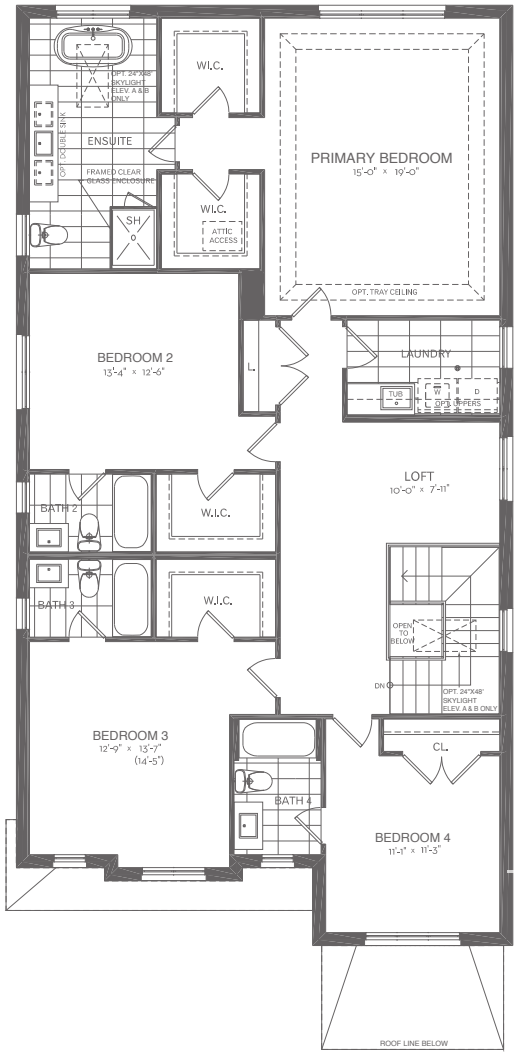 W.I.C.
OPT. 24"X48'
SKYLIGHT
ELEV. A & B
ONLY
OPT. DOUBLE SINK
ENSUITE
FRAMED CLEAR
GLASS ENCLOSURE
PRIMARY BEDROOM
15'-0" x 19'-0"
W.I.C.
SH
ATTIC
ACCESS
OPT. TRAY CEILING
BEDROOM 2
13'-4" x 12'-6"
L.
LAUNDRY
TUB
W
D
OPT. UPPERS
LOFT
10'-0" x 7'-11"
BATH 2
W.I.C.
BATH 3
W.I.C.
OPEN
TO
BELOW
DN
OPT. 24"X48'
SKYLIGHT
ELEV. A & B ONLY
BEDROOM 3
12'-9" x 13'-7"
(14'-5")
CL.
BATH 4
BEDROOM 4
11'-1" x 11'-3"
ROOF LINE BELOW